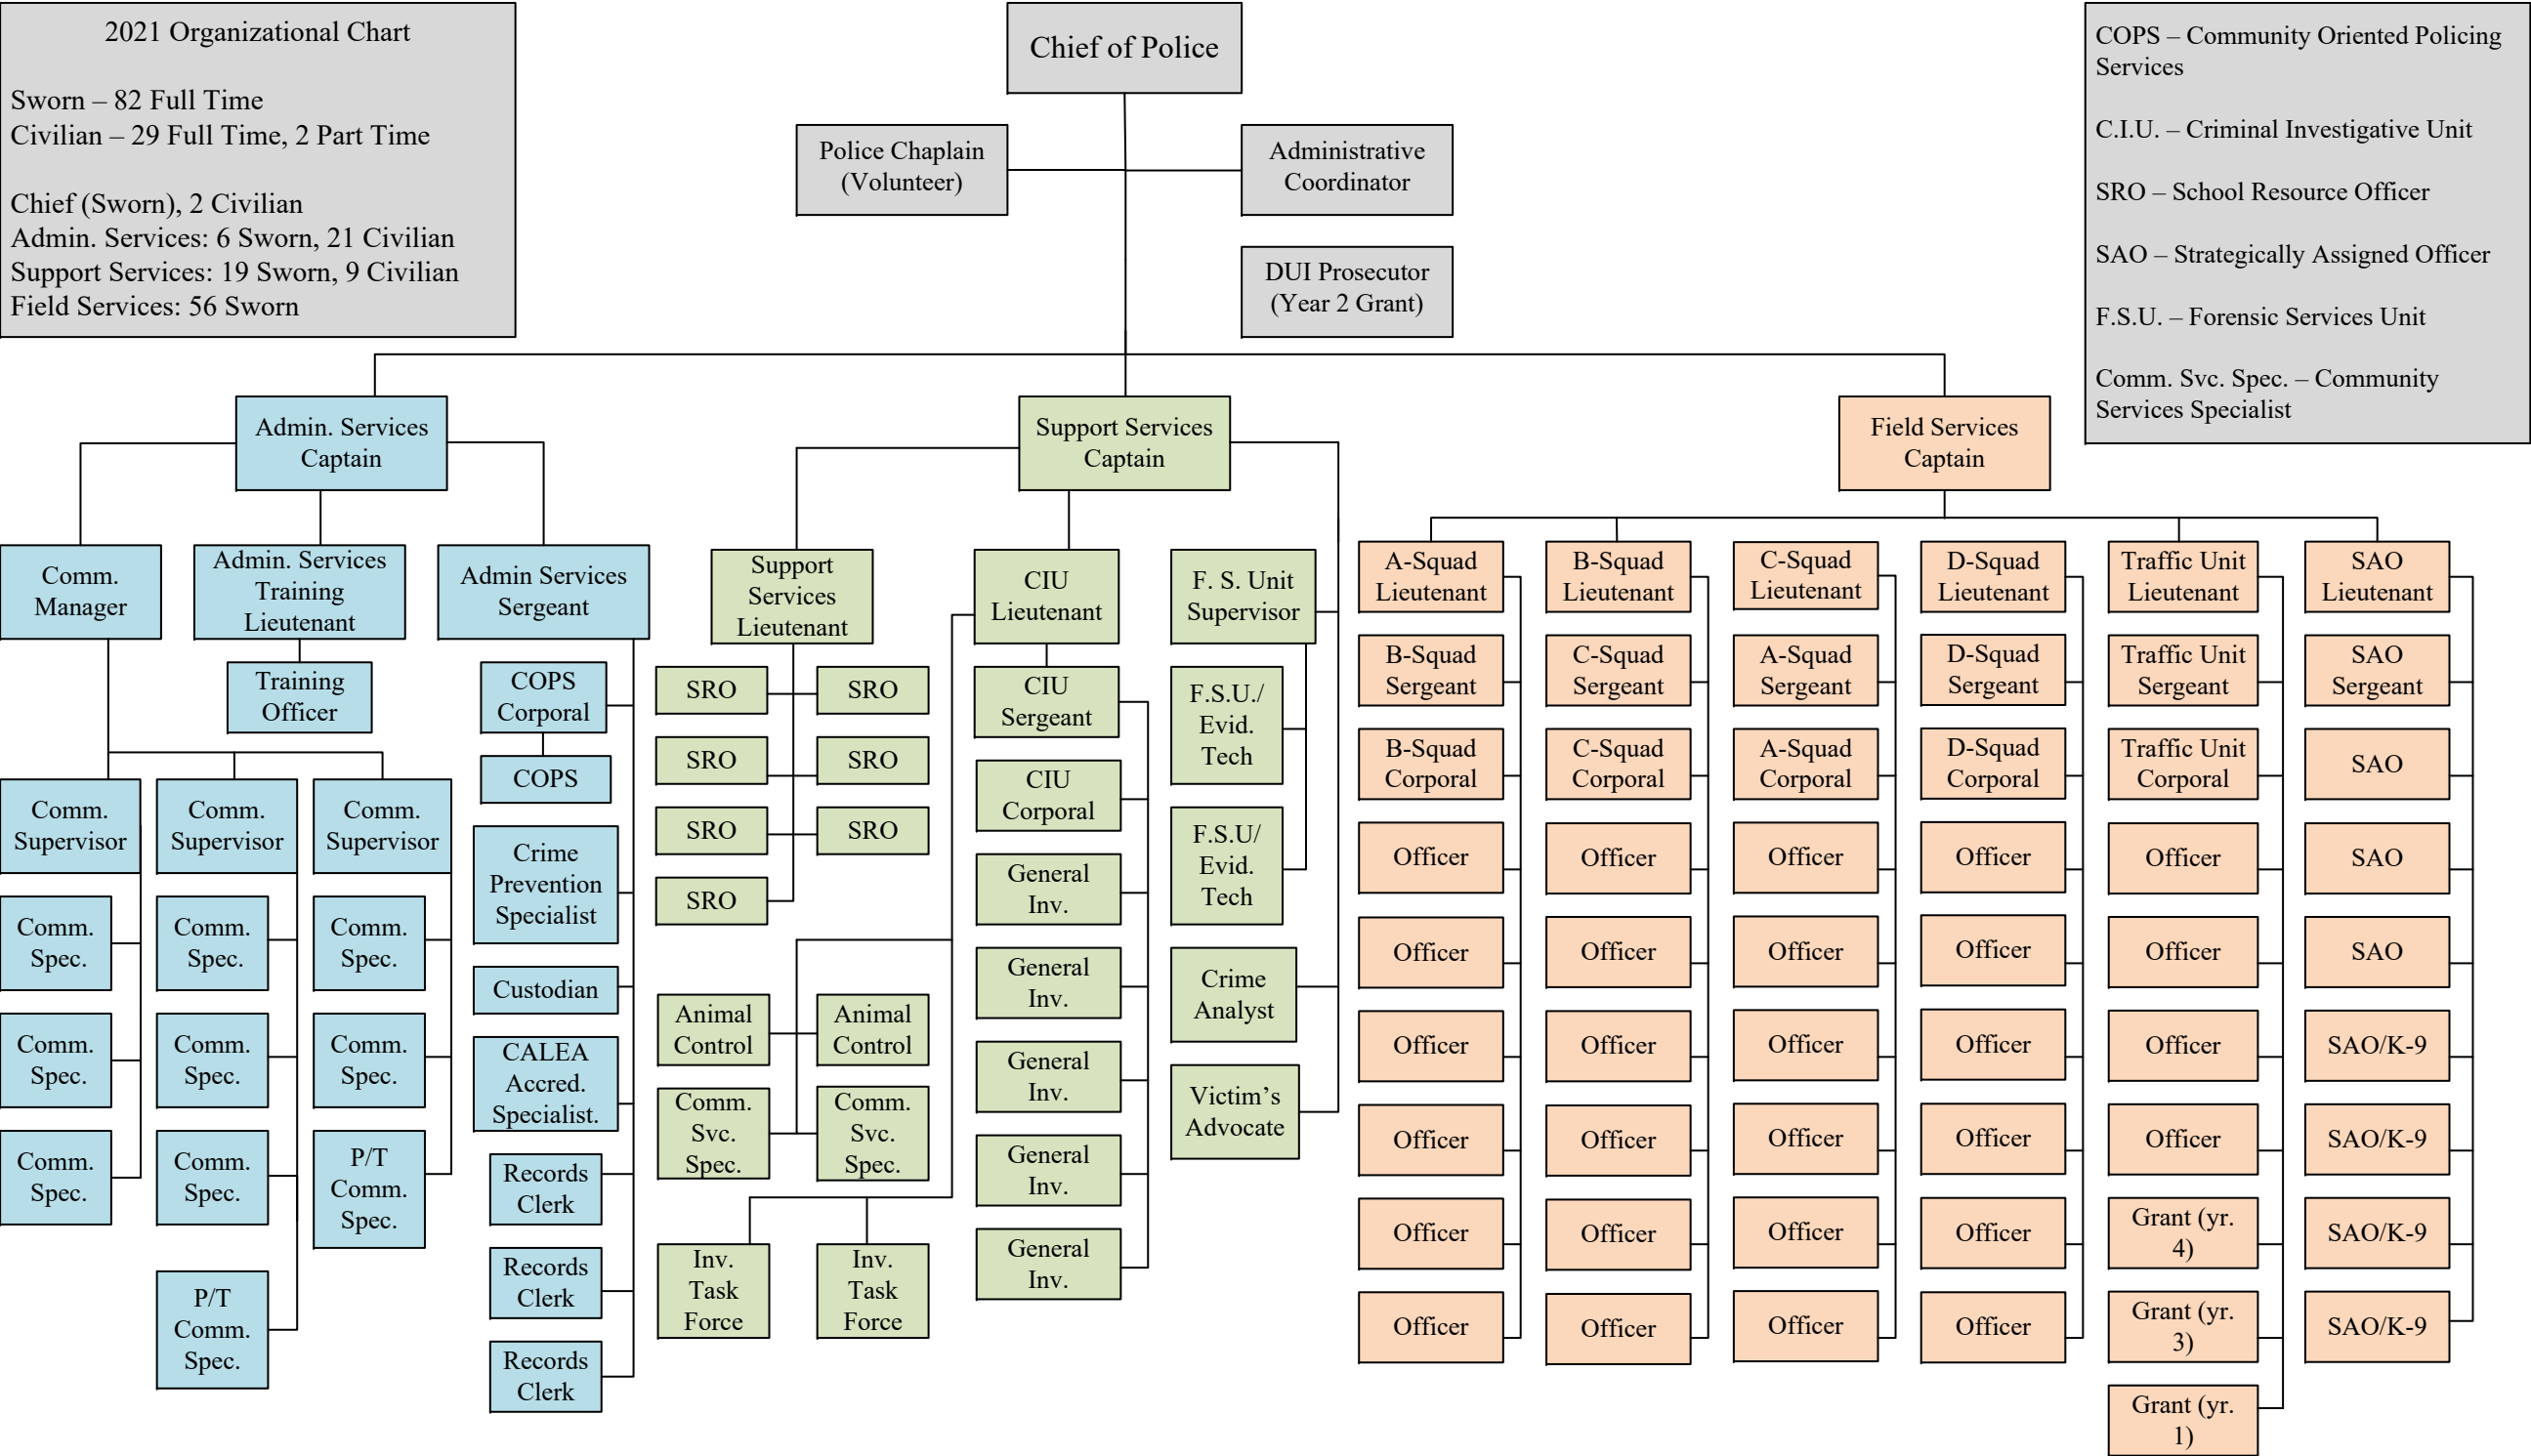 2021 Organizational Chart
Sworn – 82 Full Time
Civilian – 29 Full Time, 2 Part Time
Chief (Sworn), 2 Civilian
Admin. Services: 6 Sworn, 21 Civilian
Support Services: 19 Sworn, 9 Civilian
Field Services: 56 Sworn
Chief of Police
Police Chaplain
(Volunteer)
Administrative
Coordinator
DUI Prosecutor
(Year 2 Grant)
COPS – Community Oriented Policing
Services
C.I.U. – Criminal Investigative Unit
SRO – School Resource Officer
SAO – Strategically Assigned Officer
F.S.U. – Forensic Services Unit
Comm. Svc. Spec. – Community
Services Specialist
Admin. Services
Captain
Support Services
Captain
Field Services
Captain
Comm.
Manager
Admin. Services
Training
Lieutenant
Admin Services
Sergeant
Training
Officer
Comm.
Supervisor
Comm.
Spec.
Comm.
Spec.
Comm.
Spec.
Comm.
Supervisor
Comm.
Spec.
Comm.
Spec.
Comm.
Spec.
P/T
Comm.
Spec.
Comm.
Supervisor
Comm.
Spec.
Comm.
Spec.
P/T
Comm.
Spec.
COPS
Corporal
COPS
Crime
Prevention
Specialist
Custodian
CALEA
Accred.
Specialist.
Records
Clerk
Records
Clerk
Records
Clerk
Support
Services
Lieutenant
SRO
SRO
SRO
SRO
SRO
SRO
SRO
Animal
Control
Animal
Control
Comm.
Svc.
Spec.
Comm.
Svc.
Spec.
Inv.
Task
Force
Inv.
Task
Force
CIU
Lieutenant
CIU
Sergeant
CIU
Corporal
General
Inv.
General
Inv.
General
Inv.
General
Inv.
General
Inv.
F. S. Unit
Supervisor
F.S.U./
Evid.
Tech
F.S.U/
Evid.
Tech
Crime
Analyst
Victim’s
Advocate
A-Squad
Lieutenant
B-Squad
Sergeant
B-Squad
Corporal
Officer
Officer
Officer
Officer
Officer
Officer
B-Squad
Lieutenant
C-Squad
Sergeant
C-Squad
Corporal
Officer
Officer
Officer
Officer
Officer
Officer
C-Squad
Lieutenant
A-Squad
Sergeant
A-Squad
Corporal
Officer
Officer
Officer
Officer
Officer
Officer
D-Squad
Lieutenant
D-Squad
Sergeant
D-Squad
Corporal
Officer
Officer
Officer
Officer
Officer
Officer
Traffic Unit
Lieutenant
Traffic Unit
Sergeant
Traffic Unit
Corporal
Officer
Officer
Officer
Officer
Grant (yr.
4)
Grant (yr.
3)
Grant (yr.
1)
SAO
Lieutenant
SAO
Sergeant
SAO
SAO
SAO
SAO/K-9
SAO/K-9
SAO/K-9
SAO/K-9